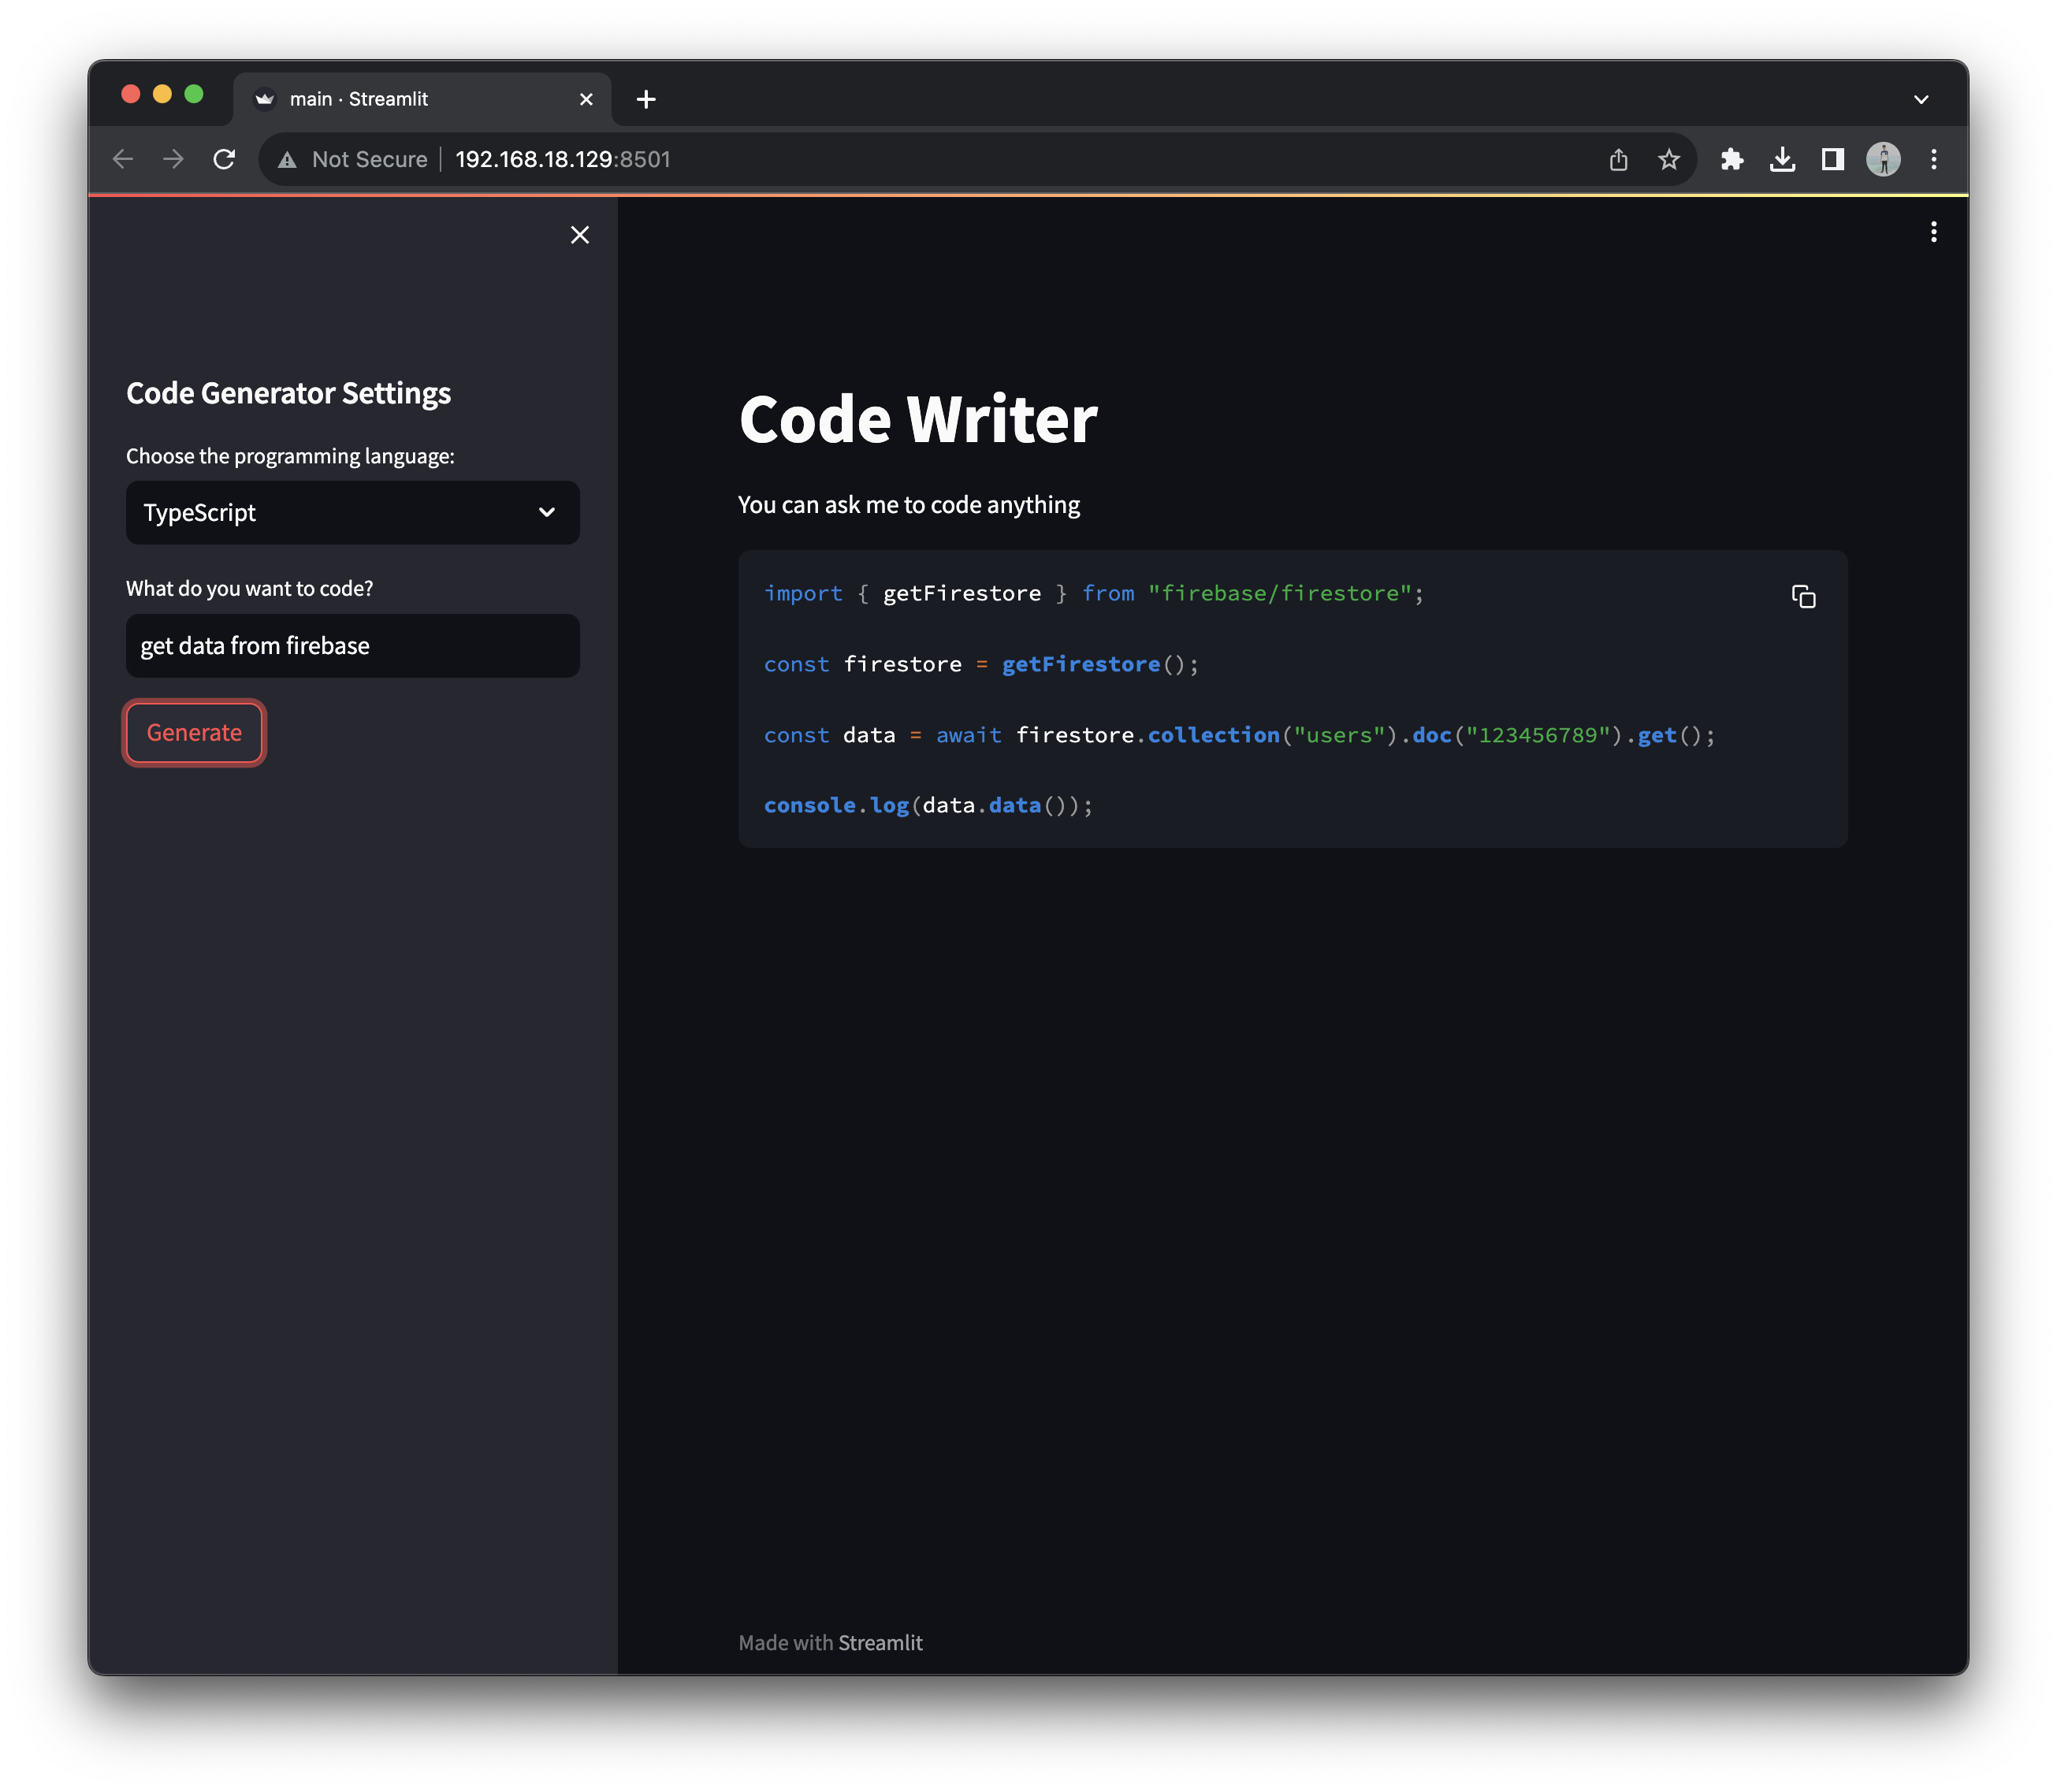 main · Streamlit
Not Secure
192.168.18.129:8501
Code Generator Settings
Choose the programming language:
TypeScript
What do you want to code?
get data from firebase
Generate
Code Writer
You can ask me to code anything
import { getFirestore } from "firebase/firestore";
const firestore = getFirestore();
const data = await firestore.collection("users").doc("123456789").get();
console.log(data.data());
Made with Streamlit